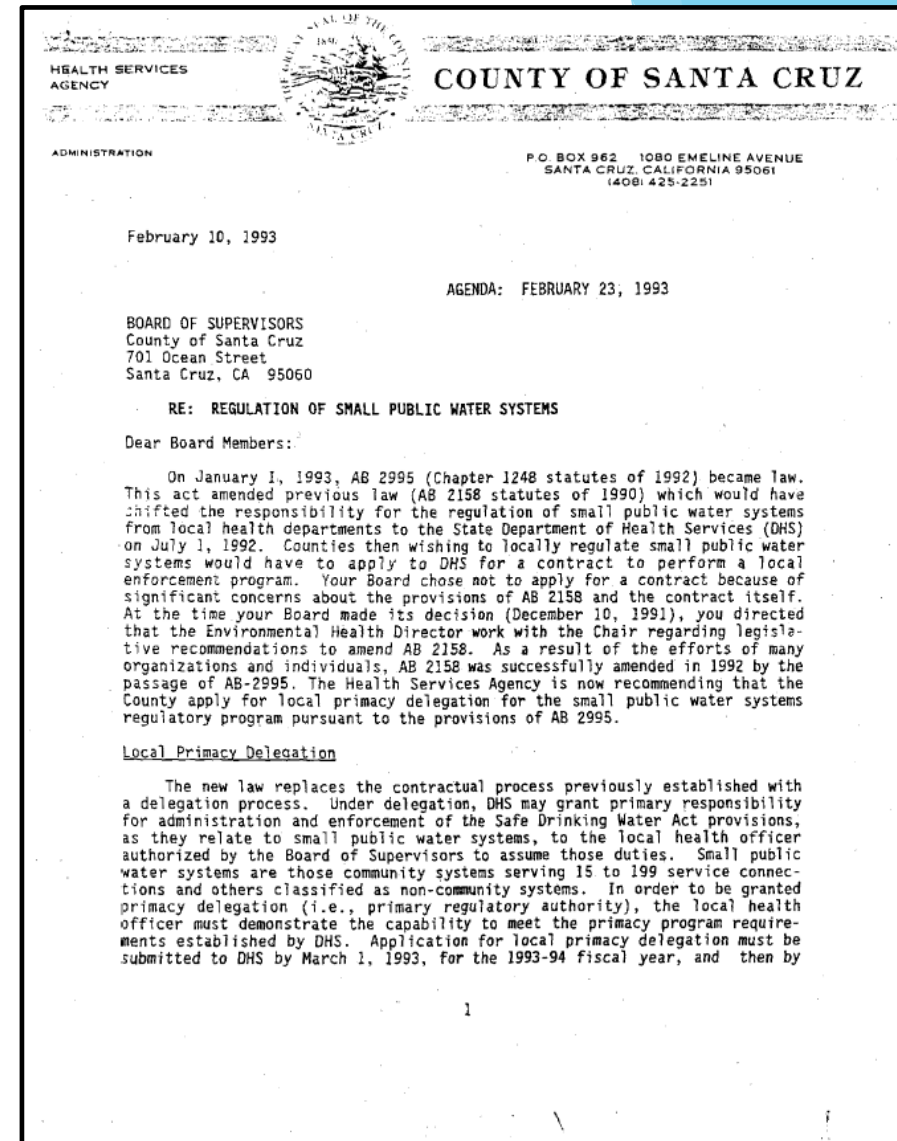 SEAL OF THE COUNTY
1850
SANTA CRUZ
HEALTH SERVICES
AGENCY
COUNTY OF SANTA CRUZ
ADMINISTRATION
P.O. BOX 962 1080 EMELINE AVENUE
SANTA CRUZ, CALIFORNIA 95061
(408) 425-2251
February 10, 1993
AGENDA: FEBRUARY 23, 1993
BOARD OF SUPERVISORS
County of Santa Cruz
701 Ocean Street
Santa Cruz, CA 95060
RE: REGULATION OF SMALL PUBLIC WATER SYSTEMS
Dear Board Members:
On January 1, 1993, AB 2995 (Chapter 1248 statutes of 1992) became law.
This act amended previous law (AB 2158 statutes of 1990) which would have
shifted the responsibility for the regulation of small public water systems
from local health departments to the State Department of Health Services (DHS)
on July 1, 1992. Counties then wishing to locally regulate small public water
systems would have to apply to DHS for a contract to perform a local
enforcement program. Your Board chose not to apply for a contract because of
significant concerns about the provisions of AB 2158 and the contract itself.
At the time your Board made its decision (December 10, 1991), you directed
that the Environmental Health Director work with the Chair regarding legisla-
tive recommendations to amend AB 2158. As a result of the efforts of many
organizations and individuals, AB 2158 was successfully amended in 1992 by the
passage of AB-2995. The Health Services Agency is now recommending that the
County apply for local primacy delegation for the small public water systems
regulatory program pursuant to the provisions of AB 2995.
Local Primacy Delegation
The new law replaces the contractual process previously established with
a delegation process. Under delegation, DHS may grant primary responsibility
for administration and enforcement of the Safe Drinking Water Act provisions,
as they relate to small public water systems, to the local health officer
authorized by the Board of Supervisors to assume those duties. Small public
water systems are those community systems serving 15 to 199 service connec-
tions and others classified as non-community systems. In order to be granted
primacy delegation (i.e., primary regulatory authority), the local health
officer must demonstrate the capability to meet the primacy program require-
ments established by DHS. Application for local primacy delegation must be
submitted to DHS by March 1, 1993, for the 1993-94 fiscal year, and then by
1